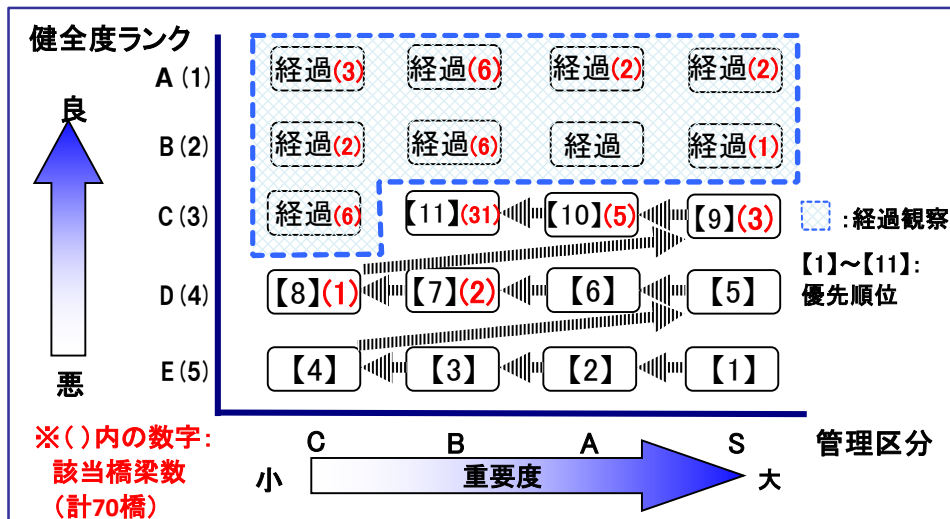 健全度ランク
良
悪
A(1)
経過(3)
経過(6)
経過(2)
経過(2)
B(2)
経過(2)
経過(6)
経過
経過(1)
C(3)
経過(6)
【11】(31)
【10】(5)
【9】(3)
D(4)
【8】(1)
【7】(2)
【6】
【5】
E(5)
【4】
【3】
【2】
【1】
:経過観察
【1】~【11】:
優先順位
C
B
A
S
管理区分
小
重要度
大
※( )内の数字:
該当橋梁数
(計70橋)